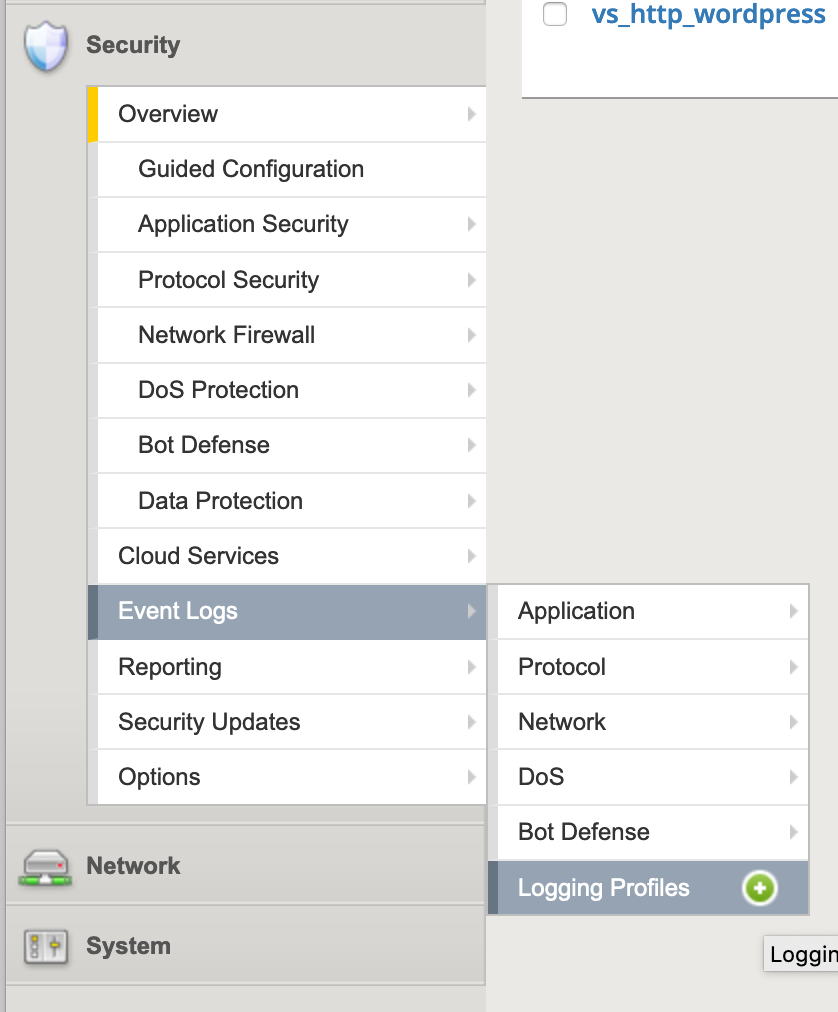 vs_http_wordpress
Security
Overview
Guided Configuration
Application Security
Protocol Security
Network Firewall
DoS Protection
Bot Defense
Data Protection
Cloud Services
Event Logs
Application
Reporting
Protocol
Security Updates
Network
Options
DoS
Bot Defense
Network
Logging Profiles
System
Loggin